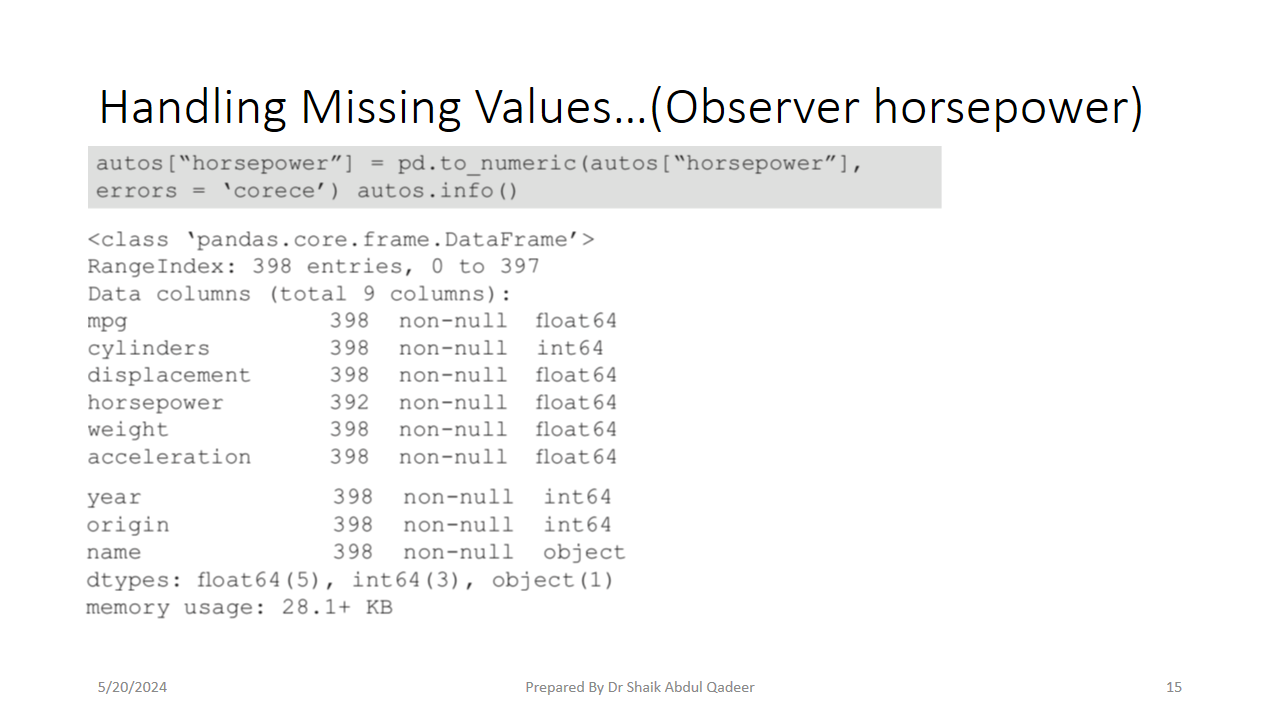 Handling Missing Values…(Observer horsepower)
autos[“horsepower”] = pd.to_numeric(autos[“horsepower”],
errors = ‘corece’) autos.info()
<class ‘pandas.core.frame.DataFrame’>
RangeIndex: 398 entries, 0 to 397
Data columns (total 9 columns):
mpg 398 non-null float64
cylinders 398 non-null int64
displacement 398 non-null float64
horsepower 392 non-null float64
weight 398 non-null float64
acceleration 398 non-null float64
year 398 non-null int64
origin 398 non-null int64
name 398 non-null object
dtypes: float64(5), int64(3), object(1)
memory usage: 28.1+ KB
5/20/2024 Prepared By Dr Shaik Abdul Qadeer 15